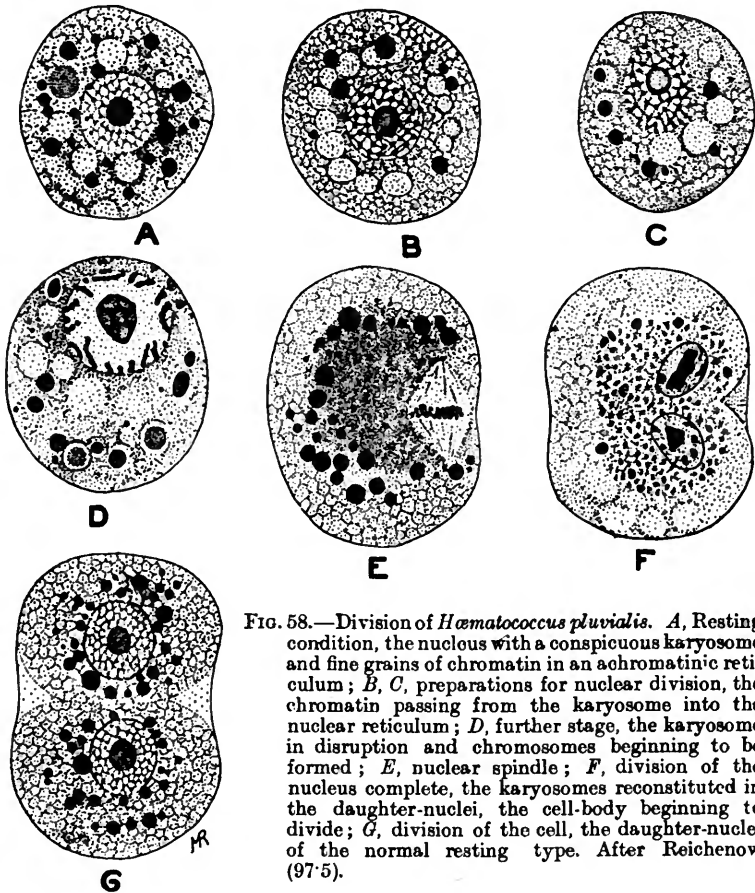 A
B
C
D
E
F
G
FIG. 58.—Division of Hæmatococcus pluvialis. A, Resting
condition, the nucleus with a conspicuous karyosome
and fine grains of chromatin in an achromatinic reti
culum ; B, C, preparations for nuclear division, the
chromatin passing from the karyosome into the
nuclear reticulum ; D, further stage, the karyosome
in disruption and chromosomes beginning to be
formed ; E, nuclear spindle ; F, division of the
nucleus complete, the karyosomes reconstituted in
the daughter-nuclei, the cell-body beginning to
divide ; G, division of the cell, the daughter-nucle
of the normal resting type. After Reichenow
(97·5).